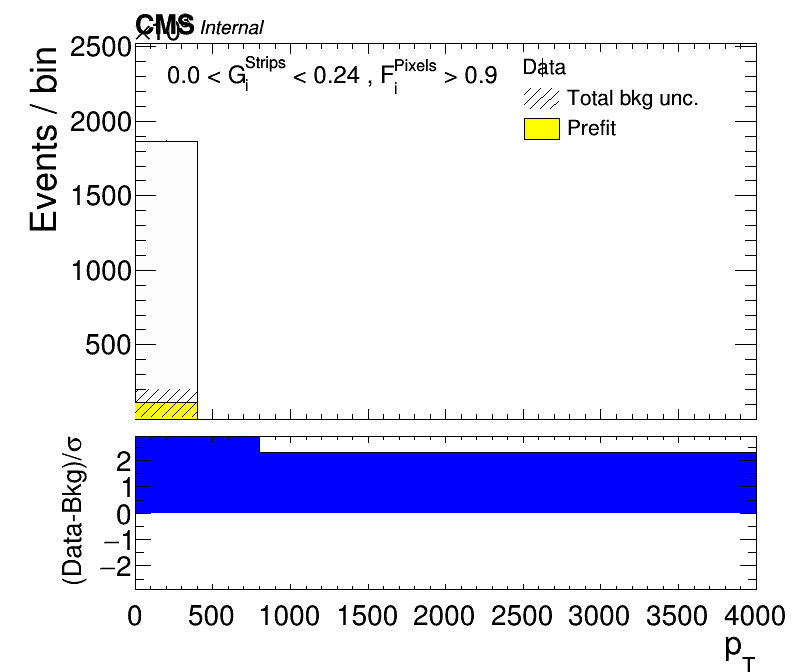 CMS Internal
×10³
Events / bin
2500
2000
1500
1000
500
0.0 < G_i^Strips < 0.24 , F_i^Pixels > 0.9
Data
Total bkg unc.
Prefit
(Data-Bkg)/σ
2
1
0
−1
−2
0 500 1000 1500 2000 2500 3000 3500 4000
p_T